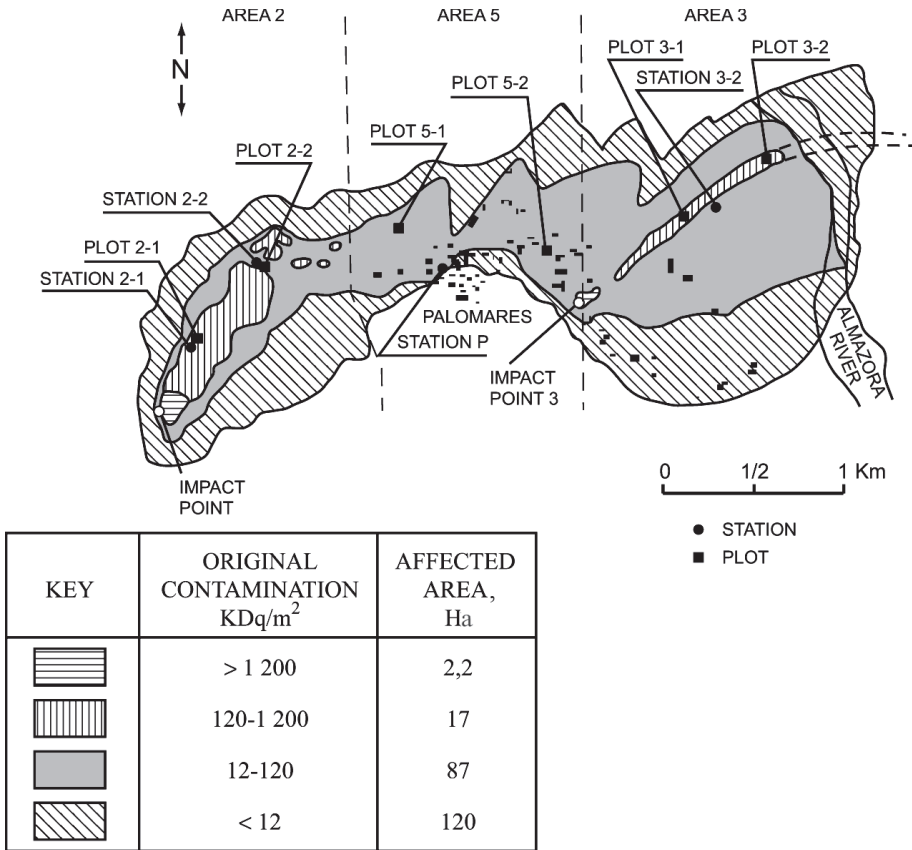 AREA 2
AREA 5
AREA 3
N
PLOT 3-1
PLOT 3-2
STATION 3-2
PLOT 5-2
PLOT 5-1
PLOT 2-2
STATION 2-2
PLOT 2-1
STATION 2-1
PALOMARES
STATION P
IMPACT
POINT 3
ALMAZORA
RIVER
IMPACT
POINT
0 1/2 1 Km
STATION
PLOT
KEY
ORIGINAL
CONTAMINATION
KDq/m²
AFFECTED
AREA,
Ha
> 1 200 2,2
120-1 200 17
12-120 87
< 12 120